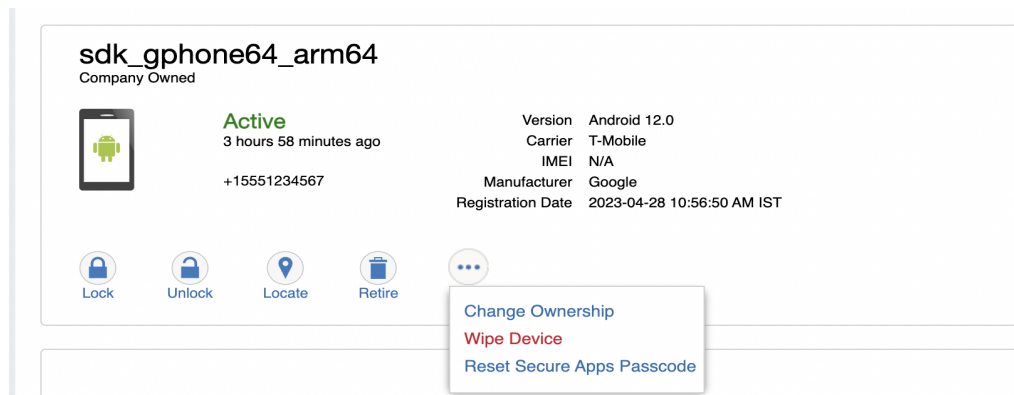 sdk_gphone64_arm64
Company Owned
Active
3 hours 58 minutes ago
+15551234567
Version Android 12.0
Carrier T-Mobile
IMEI N/A
Manufacturer Google
Registration Date 2023-04-28 10:56:50 AM IST
Lock Unlock Locate Retire
Change Ownership
Wipe Device
Reset Secure Apps Passcode